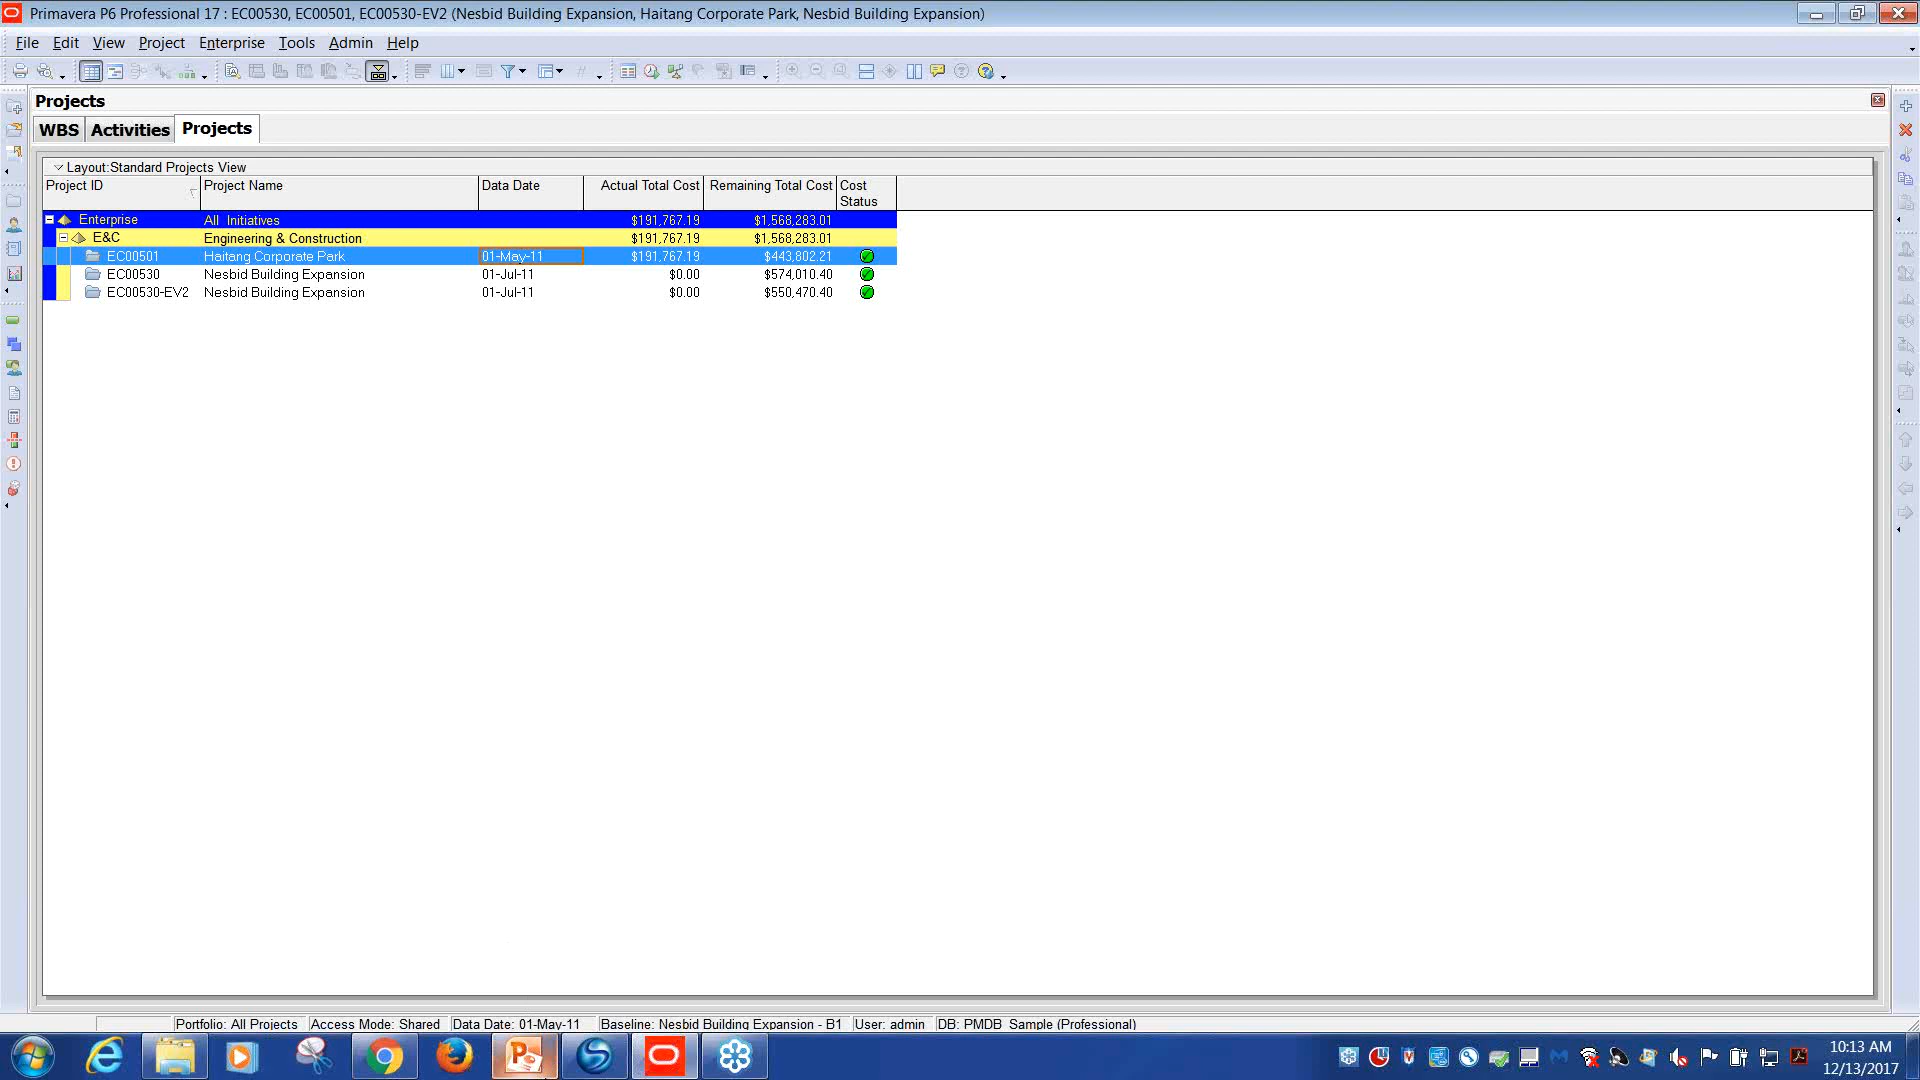 Primavera P6 Professional 17 : EC00530, EC00501, EC00530-EV2 (Nesbid Building Expansion, Haitang Corporate Park, Nesbid Building Expansion)
File Edit View Project Enterprise Tools Admin Help
Projects
WBS Activities Projects
Layout:Standard Projects View
Project ID Project Name Data Date Actual Total Cost Remaining Total Cost Cost Status
Enterprise All Initiatives $191,767.19 $1,568,283.01
E&C Engineering & Construction $191,767.19 $1,568,283.01
EC00501 Haitang Corporate Park 01-May-11 $191,767.19 $443,802.21
EC00530 Nesbid Building Expansion 01-Jul-11 $0.00 $574,010.40
EC00530-EV2 Nesbid Building Expansion 01-Jul-11 $0.00 $550,470.40
Portfolio: All Projects Access Mode: Shared Data Date: 01-May-11 Baseline: Nesbid Building Expansion - B1 User: admin DB: PMDB Sample (Professional)
10:13 AM
12/13/2017